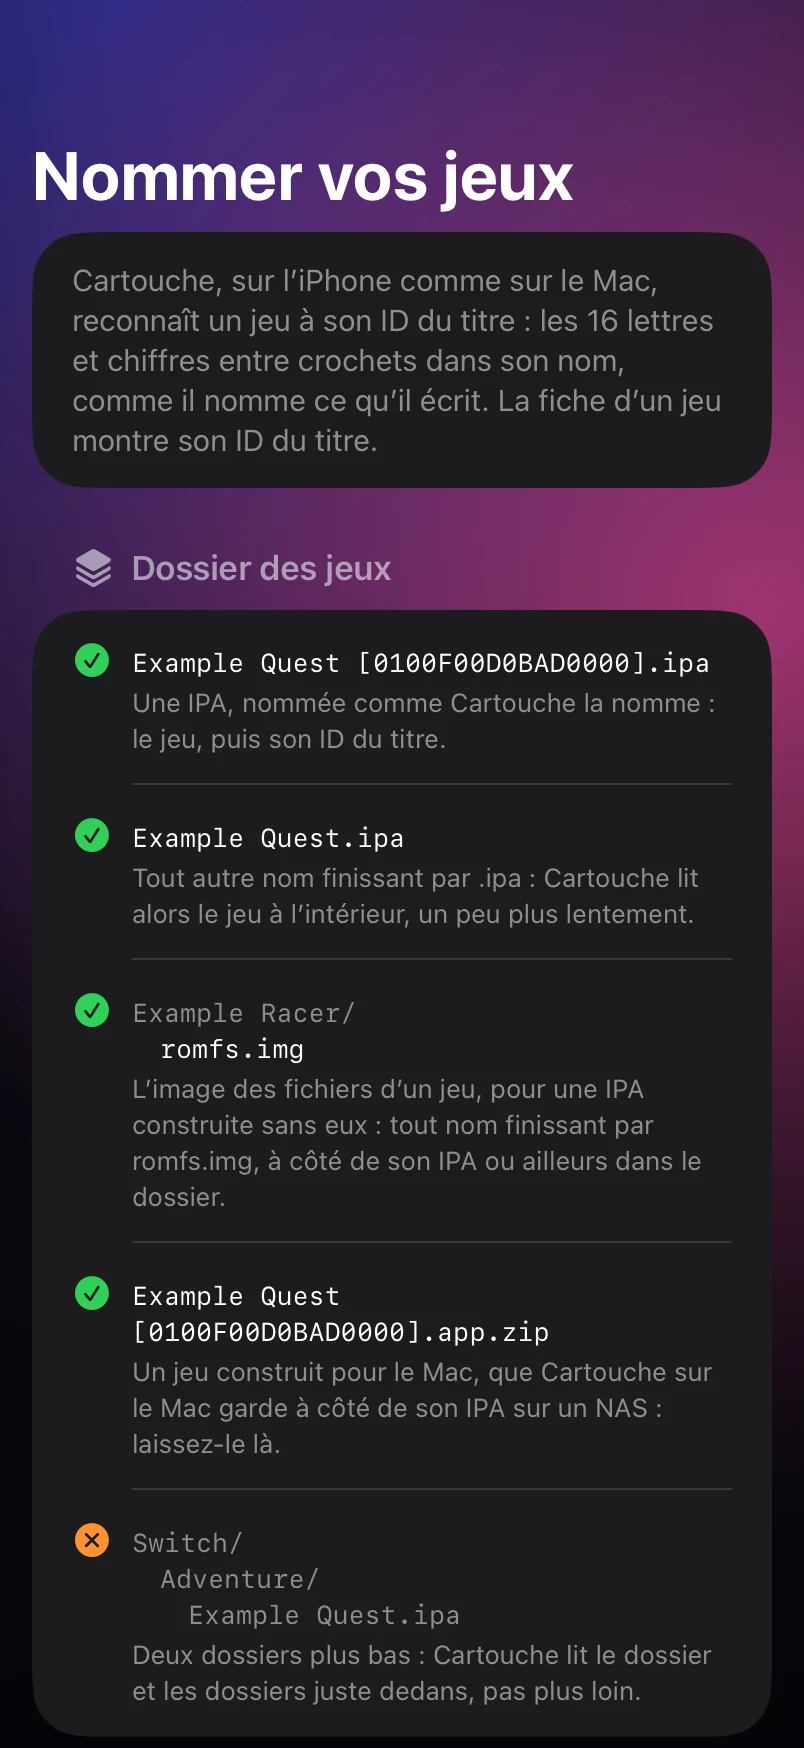 Nommer vos jeux
Cartouche, sur l’iPhone comme sur le Mac,
reconnaît un jeu à son ID du titre : les 16 lettres
et chiffres entre crochets dans son nom,
comme il nomme ce qu’il écrit. La fiche d’un jeu
montre son ID du titre.
Dossier des jeux
Example Quest [0100F00D0BAD0000].ipa
Une IPA, nommée comme Cartouche la nomme :
le jeu, puis son ID du titre.
Example Quest.ipa
Tout autre nom finissant par .ipa : Cartouche lit
alors le jeu à l’intérieur, un peu plus lentement.
Example Racer/
romfs.img
L’image des fichiers d’un jeu, pour une IPA
construite sans eux : tout nom finissant par
romfs.img, à côté de son IPA ou ailleurs dans le
dossier.
Example Quest
[0100F00D0BAD0000].app.zip
Un jeu construit pour le Mac, que Cartouche sur
le Mac garde à côté de son IPA sur un NAS :
laissez-le là.
Switch/
Adventure/
Example Quest.ipa
Deux dossiers plus bas : Cartouche lit le dossier
et les dossiers juste dedans, pas plus loin.